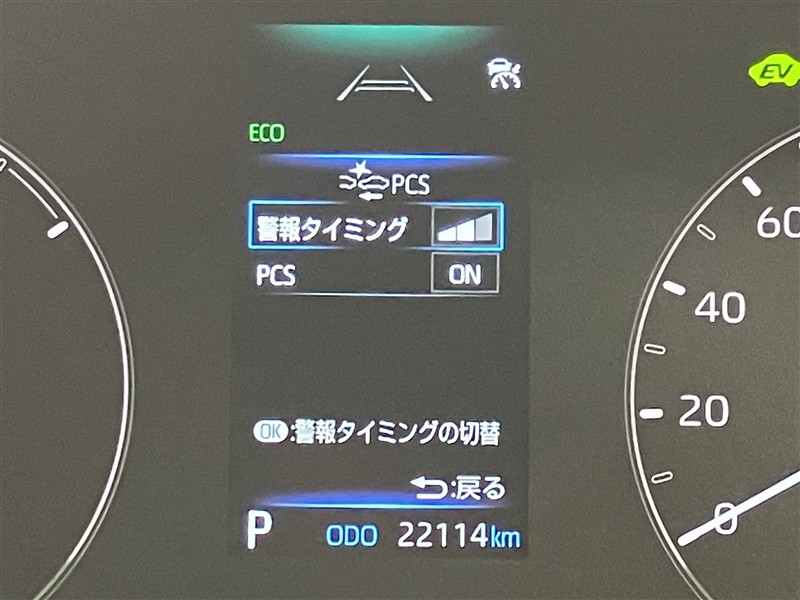 EV
ECO
PCS
警報タイミング
PCS ON
OK:警報タイミングの切替
:戻る
P ODO 22114km
60
40
20
0